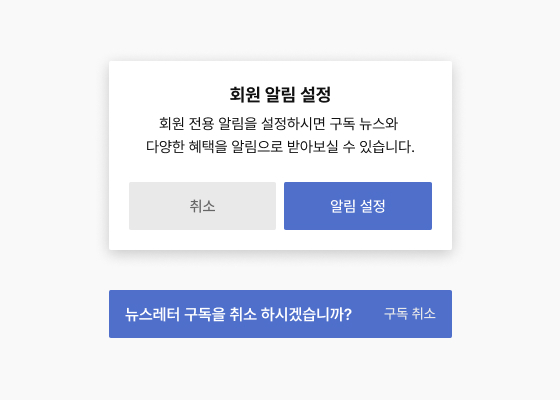 회원 알림 설정
회원 전용 알림을 설정하시면 구독 뉴스와
다양한 혜택을 알림으로 받아보실 수 있습니다.
취소 알림 설정
뉴스레터 구독을 취소 하시겠습니까? 구독 취소